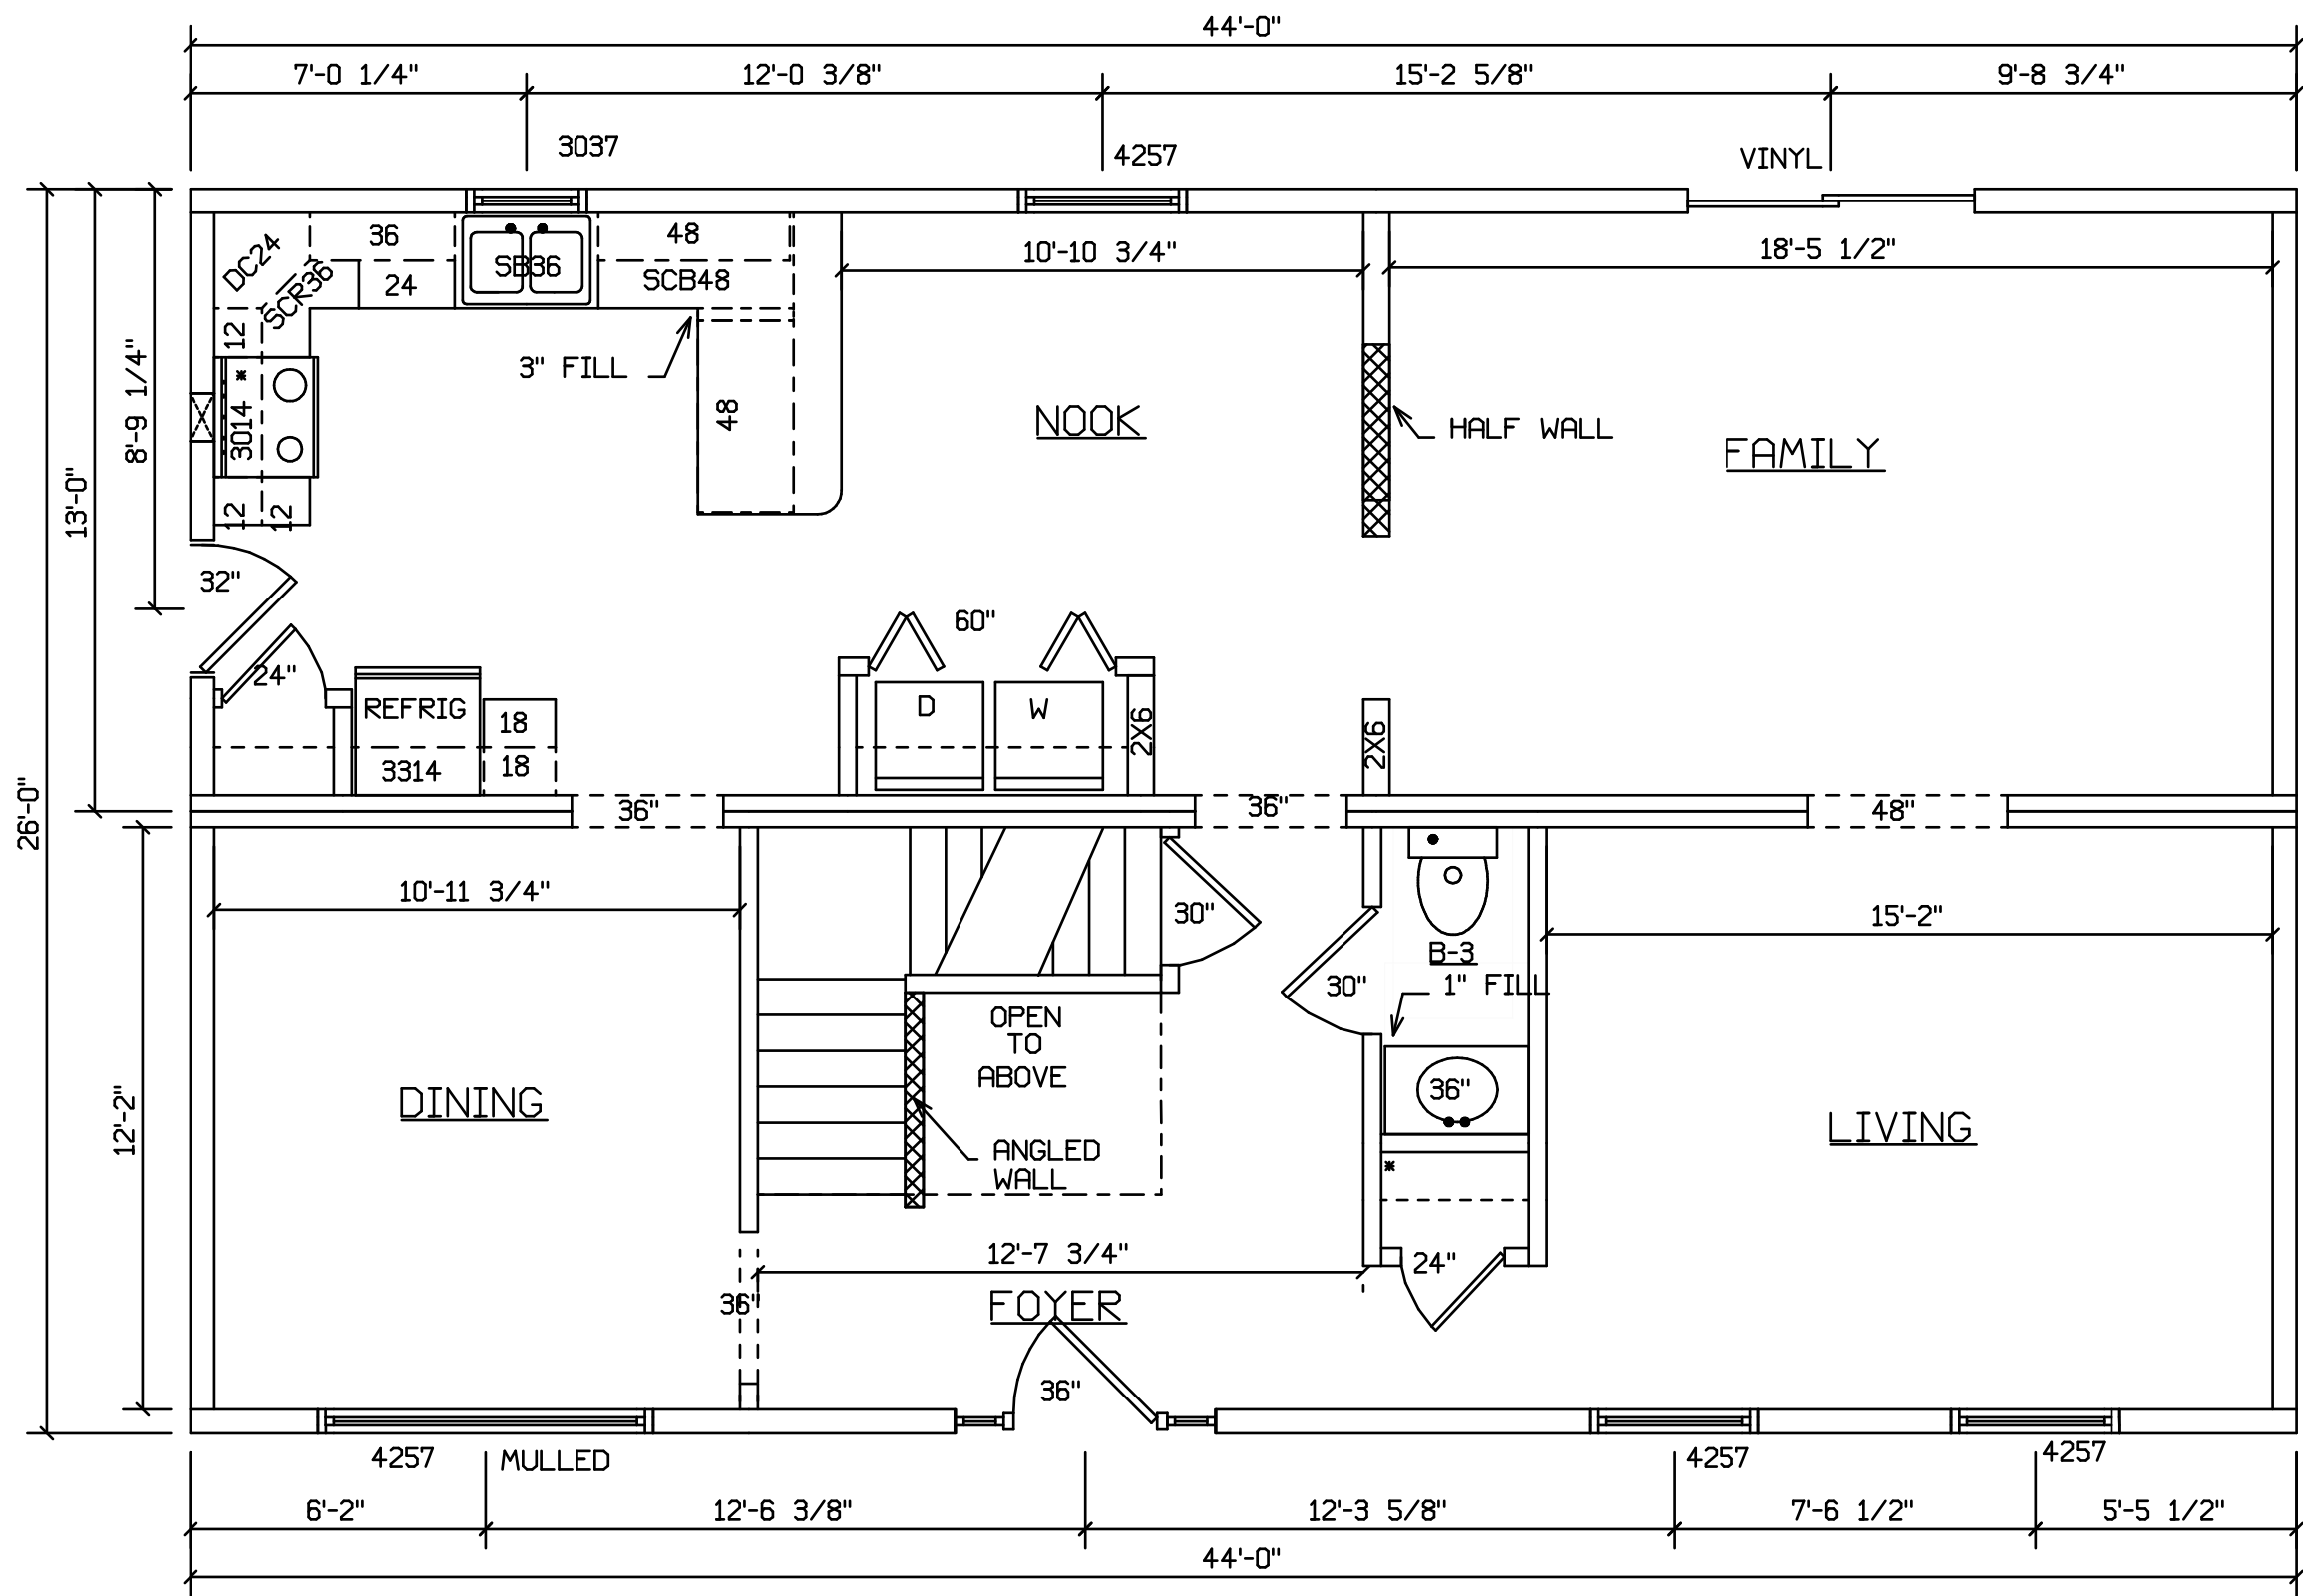 44'-0"
7'-0 1/4"
12'-0 3/8"
15'-2 5/8"
9'-8 3/4"
3037
4257
VINYL
DC24
36
48
SCR36
24
SB36
SCB48
10'-10 3/4"
18'-5 1/2"
12
3" FILL
8'-9 1/4"
3014 *
48
NOOK
HALF WALL
FAMILY
13'-0"
12
12
32"
60"
24"
REFRIG
18
D
W
2X6
2X6
3314
18
26'-0"
36"
36"
48"
10'-11 3/4"
30"
15'-2"
B-3
30"
1" FILL
OPEN
TO
ABOVE
12'-2"
DINING
36"
LIVING
ANGLED
WALL
*
12'-7 3/4"
24"
36"
FOYER
36"
4257
MULLED
4257
4257
6'-2"
12'-6 3/8"
12'-3 5/8"
7'-6 1/2"
5'-5 1/2"
44'-0"